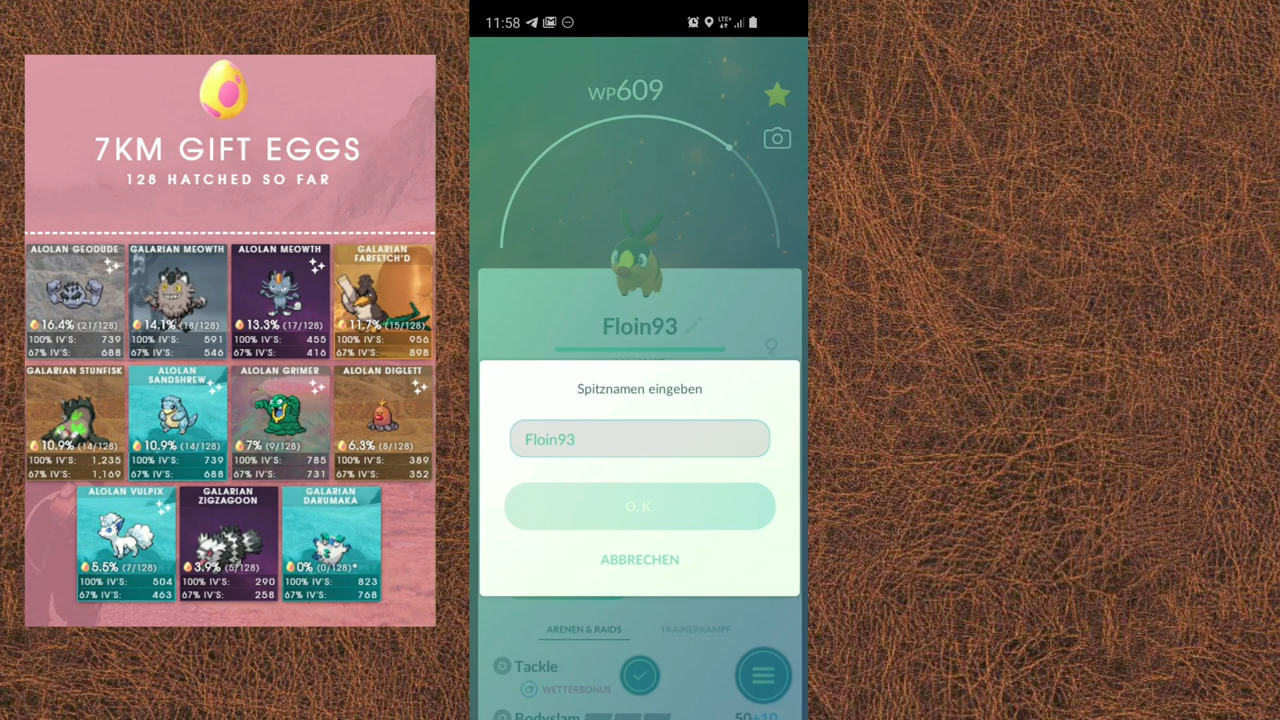 7KM GIFT EGGS
128 HATCHED SO FAR
ALOLAN GEODUDE
16.4% (21/128)
100% IV'S: 739
67% IV'S: 688
GALARIAN MEOWTH
14.1% (18/128)
100% IV'S: 591
67% IV'S: 546
ALOLAN MEOWTH
13.3% (17/128)
100% IV'S: 455
67% IV'S: 416
GALARIAN
FARFETCH'D
11.7% (15/128)
100% IV'S: 956
67% IV'S: 898
GALARIAN STUNFISK
10.9% (14/128)
100% IV'S: 1,235
67% IV'S: 1,169
ALOLAN
SANDSHREW
10.9% (14/128)
100% IV'S: 739
67% IV'S: 688
ALOLAN GRIMER
7% (9/128)
100% IV'S: 785
67% IV'S: 731
ALOLAN DIGLETT
6.3% (8/128)
100% IV'S: 389
67% IV'S: 352
ALOLAN VULPIX
5.5% (7/128)
100% IV'S: 504
67% IV'S: 463
GALARIAN
ZIGZAGOON
3.9% (5/128)
100% IV'S: 290
67% IV'S: 258
GALARIAN
DARUMAKA
0% (0/128)*
100% IV'S: 823
67% IV'S: 768
11:58
LTE+
WP609
Floin93
Spitznamen eingeben
Floin93
O. K.
ABBRECHEN
ARENEN & RAIDS TRAINERKAMPF
Tackle
WETTERBONUS
Bodyslam 50+10